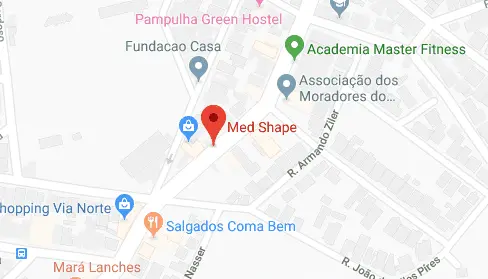 Pampulha Green Hostel
Fundacao Casa
Academia Master Fitness
Associação dos
Moradores do...
Med Shape
R. Armando Ziler
Shopping Via Norte
Salgados Coma Bem
Nasser
Mará Lanches
R. João
Pires